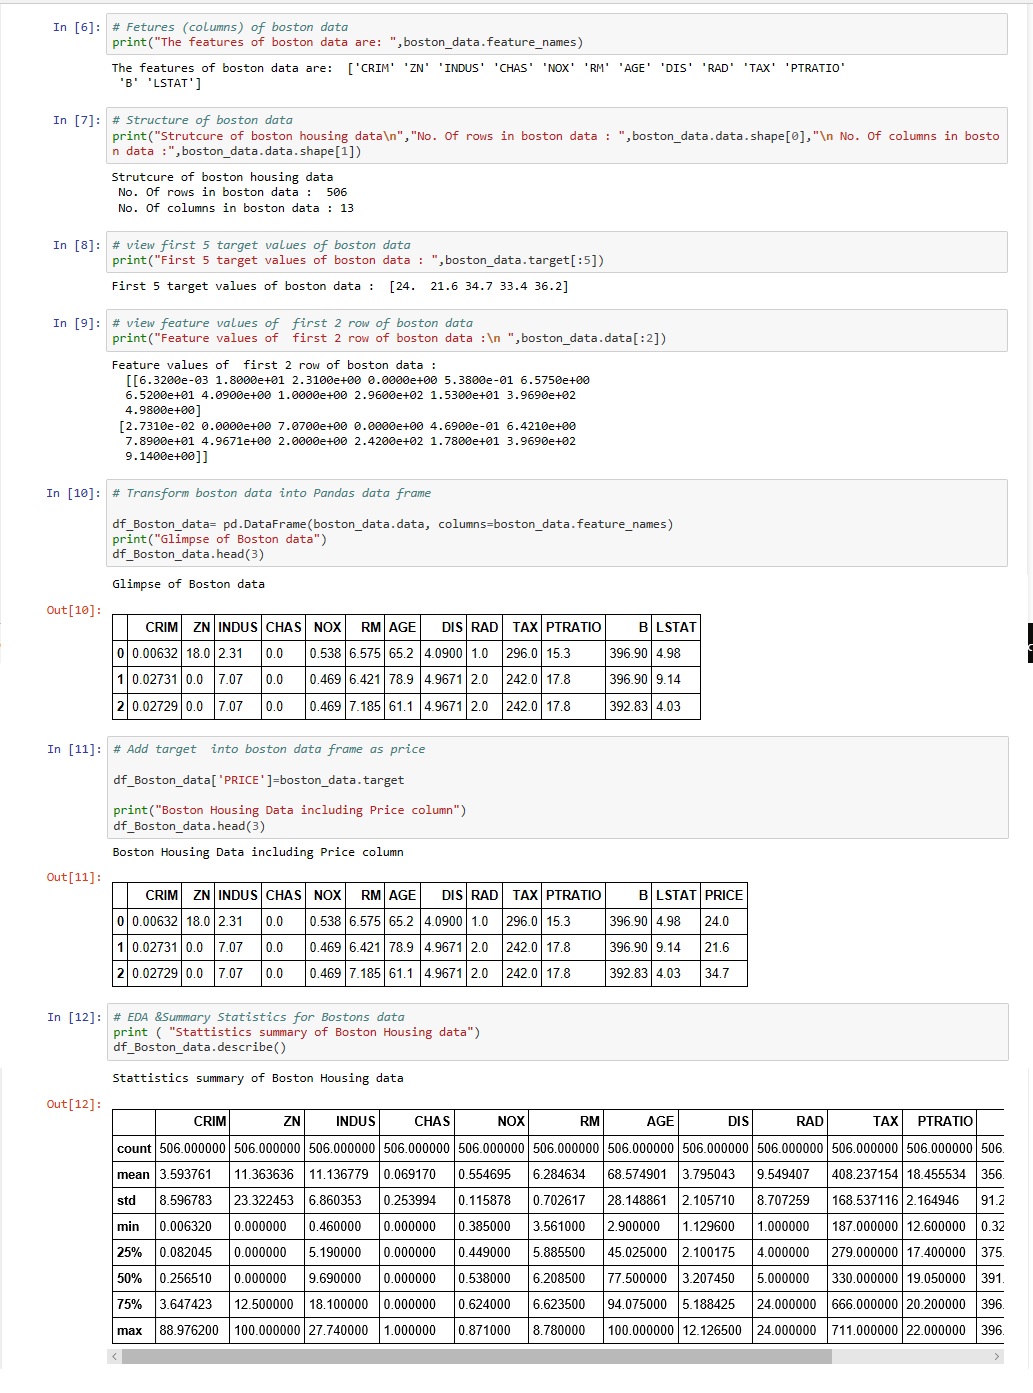 In [6]: # Fetures (columns) of boston data
print("The features of boston data are: ",boston_data.feature_names)
The features of boston data are:  ['CRIM' 'ZN' 'INDUS' 'CHAS' 'NOX' 'RM' 'AGE' 'DIS' 'RAD' 'TAX' 'PTRATIO'
'B' 'LSTAT']
In [7]: # Structure of boston data
print("Strutcure of boston housing data\n","No. Of rows in boston data : ",boston_data.data.shape[0],"\n No. Of columns in bosto
n data :",boston_data.data.shape[1])
Strutcure of boston housing data
No. Of rows in boston data :  506
No. Of columns in boston data : 13
In [8]: # view first 5 target values of boston data
print("First 5 target values of boston data : ",boston_data.target[:5])
First 5 target values of boston data :  [24.  21.6 34.7 33.4 36.2]
In [9]: # view feature values of  first 2 row of boston data
print("Feature values of  first 2 row of boston data :\n ",boston_data.data[:2])
Feature values of  first 2 row of boston data :
[[6.3200e-03 1.8000e+01 2.3100e+00 0.0000e+00 5.3800e-01 6.5750e+00
6.5200e+01 4.0900e+00 1.0000e+00 2.9600e+02 1.5300e+01 3.9690e+02
4.9800e+00]
[2.7310e-02 0.0000e+00 7.0700e+00 0.0000e+00 4.6900e-01 6.4210e+00
7.8900e+01 4.9671e+00 2.0000e+00 2.4200e+02 1.7800e+01 3.9690e+02
9.1400e+00]]
In [10]: # Transform boston data into Pandas data frame
df_Boston_data= pd.DataFrame(boston_data.data, columns=boston_data.feature_names)
print("Glimpse of Boston data")
df_Boston_data.head(3)
Glimpse of Boston data
Out[10]:
CRIM ZN INDUS CHAS NOX RM AGE DIS RAD TAX PTRATIO B LSTAT
0 0.00632 18.0 2.31 0.0 0.538 6.575 65.2 4.0900 1.0 296.0 15.3 396.90 4.98
1 0.02731 0.0 7.07 0.0 0.469 6.421 78.9 4.9671 2.0 242.0 17.8 396.90 9.14
2 0.02729 0.0 7.07 0.0 0.469 7.185 61.1 4.9671 2.0 242.0 17.8 392.83 4.03
In [11]: # Add target  into boston data frame as price
df_Boston_data['PRICE']=boston_data.target
print("Boston Housing Data including Price column")
df_Boston_data.head(3)
Boston Housing Data including Price column
Out[11]:
CRIM ZN INDUS CHAS NOX RM AGE DIS RAD TAX PTRATIO B LSTAT PRICE
0 0.00632 18.0 2.31 0.0 0.538 6.575 65.2 4.0900 1.0 296.0 15.3 396.90 4.98 24.0
1 0.02731 0.0 7.07 0.0 0.469 6.421 78.9 4.9671 2.0 242.0 17.8 396.90 9.14 21.6
2 0.02729 0.0 7.07 0.0 0.469 7.185 61.1 4.9671 2.0 242.0 17.8 392.83 4.03 34.7
In [12]: # EDA &Summary Statistics for Bostons data
print ( "Stattistics summary of Boston Housing data")
df_Boston_data.describe()
Stattistics summary of Boston Housing data
Out[12]:
CRIM ZN INDUS CHAS NOX RM AGE DIS RAD TAX PTRATIO
count 506.000000 506.000000 506.000000 506.000000 506.000000 506.000000 506.000000 506.000000 506.000000 506.000000 506.000000 506.
mean 3.593761 11.363636 11.136779 0.069170 0.554695 6.284634 68.574901 3.795043 9.549407 408.237154 18.455534 356.
std 8.596783 23.322453 6.860353 0.253994 0.115878 0.702617 28.148861 2.105710 8.707259 168.537116 2.164946 91.2
min 0.006320 0.000000 0.460000 0.000000 0.385000 3.561000 2.900000 1.129600 1.000000 187.000000 12.600000 0.32
25% 0.082045 0.000000 5.190000 0.000000 0.449000 5.885500 45.025000 2.100175 4.000000 279.000000 17.400000 375.
50% 0.256510 0.000000 9.690000 0.000000 0.538000 6.208500 77.500000 3.207450 5.000000 330.000000 19.050000 391.
75% 3.647423 12.500000 18.100000 0.000000 0.624000 6.623500 94.075000 5.188425 24.000000 666.000000 20.200000 396.
max 88.976200 100.000000 27.740000 1.000000 0.871000 8.780000 100.000000 12.126500 24.000000 711.000000 22.000000 396.